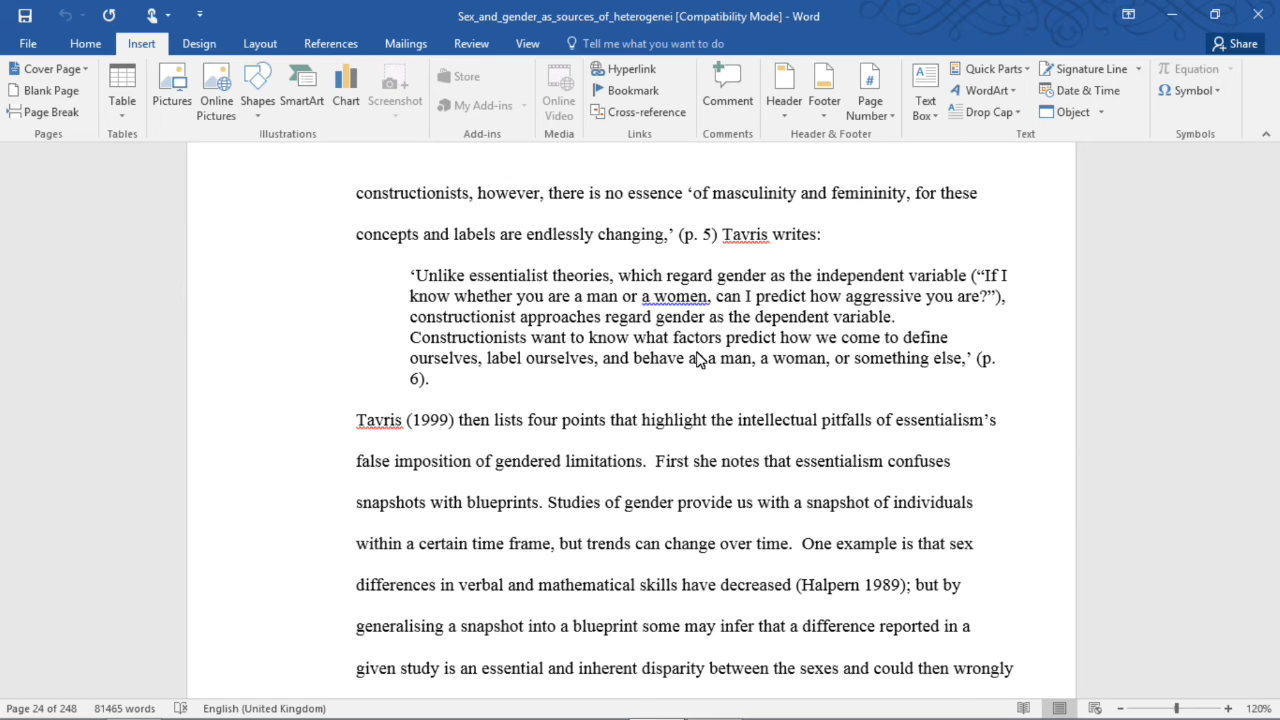 Sex_and_gender_as_sources_of_heterogenei [Compatibility Mode] - Word
File Home Insert Design Layout References Mailings Review View Tell me what you want to do Share
Cover Page
Blank Page
Page Break
Pages
Table
Tables
Pictures
Online Pictures
Shapes
SmartArt
Chart
Screenshot
Illustrations
Store
My Add-ins
Add-ins
Online Video
Media
Hyperlink
Bookmark
Cross-reference
Links
Comment
Comments
Header
Footer
Page Number
Header & Footer
Text Box
Quick Parts
WordArt
Drop Cap
Signature Line
Date & Time
Object
Text
Equation
Symbol
Symbols
constructionists, however, there is no essence ‘of masculinity and femininity, for these
concepts and labels are endlessly changing,’ (p. 5) Tavris writes:
‘Unlike essentialist theories, which regard gender as the independent variable (“If I
know whether you are a man or a women, can I predict how aggressive you are?”),
constructionist approaches regard gender as the dependent variable.
Constructionists want to know what factors predict how we come to define
ourselves, label ourselves, and behave as a man, a woman, or something else,’ (p.
6).
Tavris (1999) then lists four points that highlight the intellectual pitfalls of essentialism’s
false imposition of gendered limitations.  First she notes that essentialism confuses
snapshots with blueprints. Studies of gender provide us with a snapshot of individuals
within a certain time frame, but trends can change over time.  One example is that sex
differences in verbal and mathematical skills have decreased (Halpern 1989); but by
generalising a snapshot into a blueprint some may infer that a difference reported in a
given study is an essential and inherent disparity between the sexes and could then wrongly
Page 24 of 248 81465 words English (United Kingdom) 120%